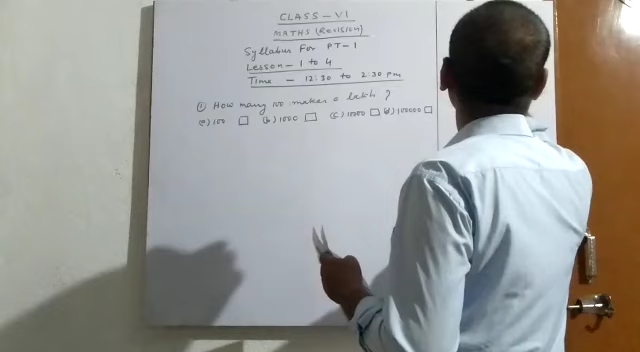 CLASS - VI
MATHS (REVISION)
Syllabus For PT-1
Lesson - 1 to 4
Time - 12:30 to 2:30 pm
① How many 100 makes a lakh ?
(a) 100 (b) 1000 (c) 10000 (d) 100000